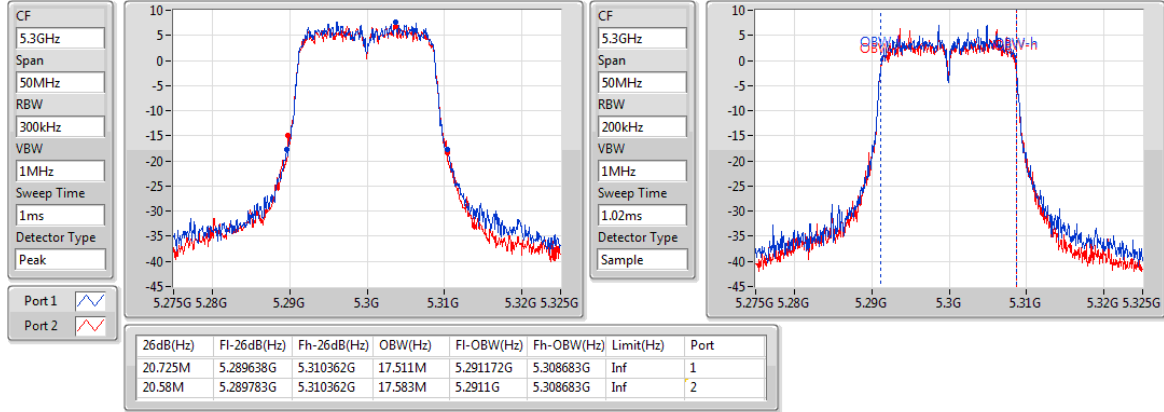 CF
5.3GHz
Span
50MHz
RBW
300kHz
VBW
1MHz
Sweep Time
1ms
Detector Type
Peak
Port 1
Port 2
10
5
0
-5
-10
-15
-20
-25
-30
-35
-40
-45
5.275G 5.28G 5.29G 5.3G 5.31G 5.32G 5.325G
CF
5.3GHz
Span
50MHz
RBW
200kHz
VBW
1MHz
Sweep Time
1.02ms
Detector Type
Sample
10
5
0
-5
-10
-15
-20
-25
-30
-35
-40
-45
OBW-h
5.275G 5.28G 5.29G 5.3G 5.31G 5.32G 5.325G
26dB(Hz) Fl-26dB(Hz) Fh-26dB(Hz) OBW(Hz) Fl-OBW(Hz) Fh-OBW(Hz) Limit(Hz) Port
20.725M 5.289638G 5.310362G 17.511M 5.291172G 5.308683G Inf 1
20.58M 5.289783G 5.310362G 17.583M 5.2911G 5.308683G Inf 2